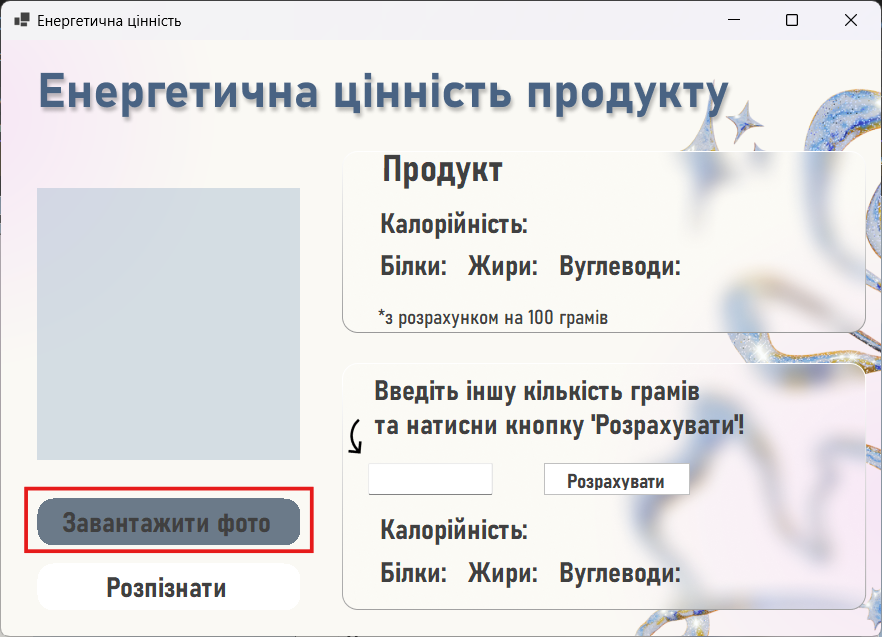 Енергетична цінність
Енергетична цінність продукту
Продукт
Калорійність:
Білки: Жири: Вуглеводи:
*з розрахунком на 100 грамів
Завантажити фото
Розпізнати
Введіть іншу кількість грамів
та натисни кнопку 'Розрахувати'!
Розрахувати
Калорійність:
Білки: Жири: Вуглеводи: